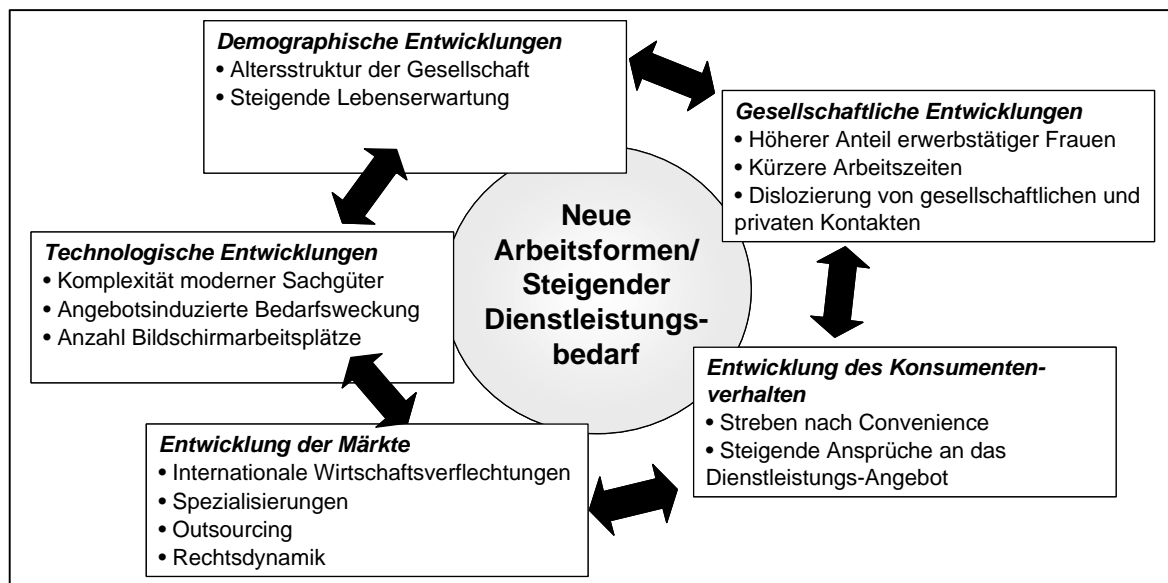 Demographische Entwicklungen
• Altersstruktur der Gesellschaft
• Steigende Lebenserwartung
Gesellschaftliche Entwicklungen
• Höherer Anteil erwerbstätiger Frauen
• Kürzere Arbeitszeiten
• Dislozierung von gesellschaftlichen und
privaten Kontakten
Neue
Arbeitsformen/
Steigender
Dienstleistungs-
bedarf
Technologische Entwicklungen
• Komplexität moderner Sachgüter
• Angebotsinduzierte Bedarfsweckung
• Anzahl Bildschirmarbeitsplätze
Entwicklung des Konsumenten-
verhalten
• Streben nach Convenience
• Steigende Ansprüche an das
Dienstleistungs-Angebot
Entwicklung der Märkte
• Internationale Wirtschaftsverflechtungen
• Spezialisierungen
• Outsourcing
• Rechtsdynamik